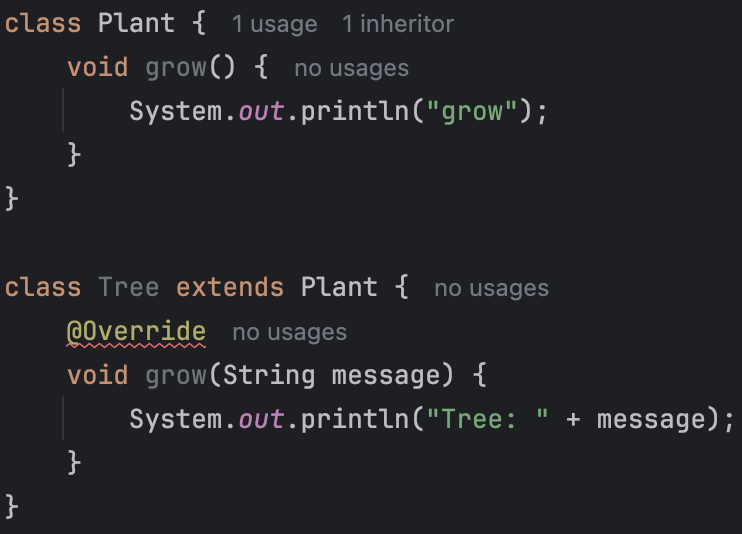 class Plant {  1 usage  1 inheritor
    void grow() {  no usages
        System.out.println("grow");
    }
}

class Tree extends Plant {  no usages
    @Override  no usages
    void grow(String message) {
        System.out.println("Tree: " + message);
    }
}